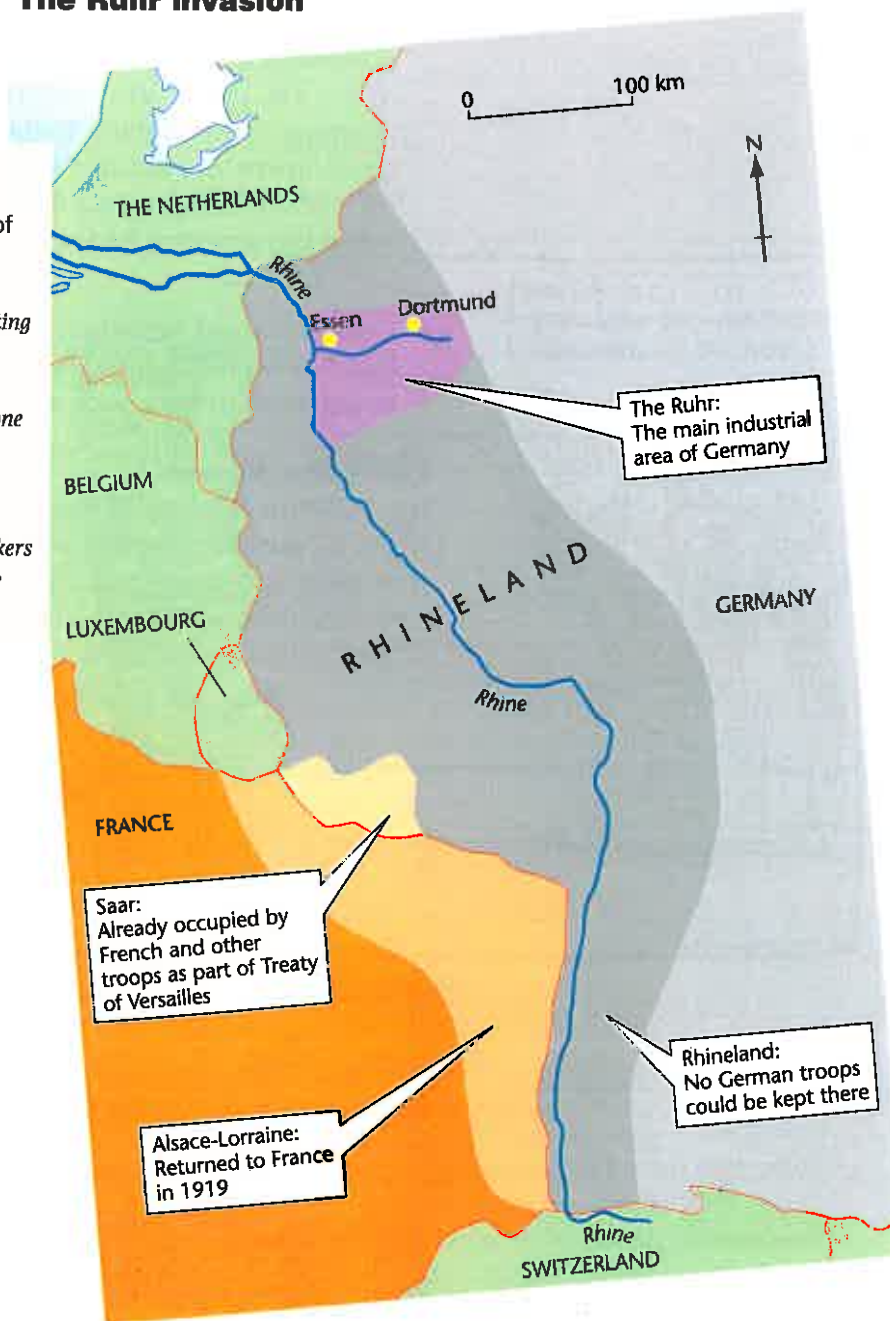 The Ruhr Invasion
0
100 km
N
THE NETHERLANDS
of
Rhine
Essen
Dortmund
The Ruhr:
The main industrial
area of Germany
BELGIUM
RHINELAND
GERMANY
LUXEMBOURG
Rhine
FRANCE
Saar:
Already occupied by
French and other
troops as part of Treaty
of Versailles
Rhineland:
No German troops
could be kept there
Alsace-Lorraine:
Returned to France
in 1919
Rhine
SWITZERLAND